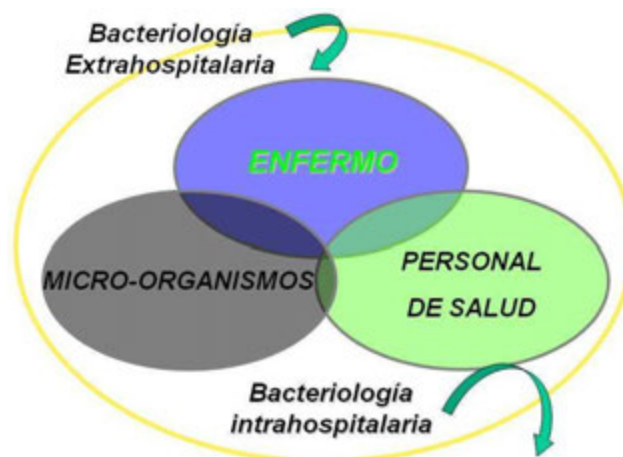 Bacteriología
Extrahospitalaria
ENFERMO
MICRO-ORGANISMOS
PERSONAL
DE SALUD
Bacteriología
intrahospitalaria